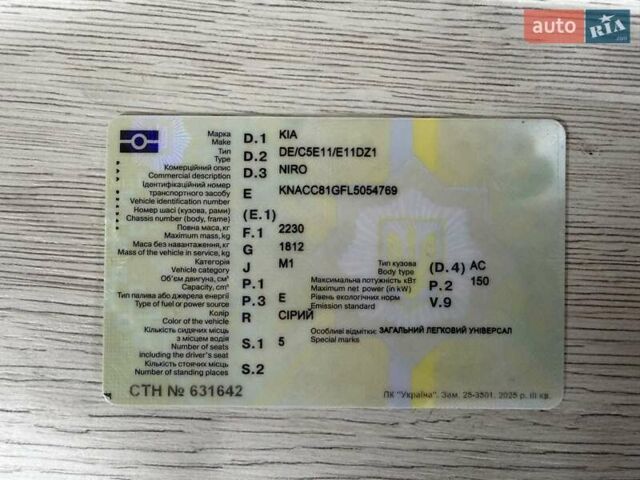 auto RIA.com
Марка
Make D.1 KIA
Тип
Type D.2 DE/C5E11/E11DZ1
Комерційний опис
Commercial description D.3 NIRO
Ідентифікаційний номер
транспортного засобу
Vehicle identification number E KNACC81GFL5054769
Номер шасі (кузова, рами)
Chassis number (body, frame) (E.1)
Повна маса, кг
Maximum mass, kg F.1 2230
Маса без навантаження, кг
Mass of the vehicle in service, kg G 1812
Категорія
Vehicle category J M1
Тип кузова
Body type (D.4) AC
Об'єм двигуна, см³
Capacity, cm³ P.1
Максимальна потужність кВт
Maximum net power (in kW) P.2 150
Тип палива або джерела енергії
Type of fuel or power source P.3 E
Рівень екологічних норм
Emission standard V.9
Колір
Color of the vehicle R СІРИЙ
Кількість сидячих місць
з місцем водія
Number of seats
including the driver's seat S.1 5
Особливі відмітки: ЗАГАЛЬНИЙ ЛЕГКОВИЙ УНІВЕРСАЛ
Special marks
Кількість стоячих місць
Number of standing places S.2
СТН № 631642
ПК "Україна". Зам. 25-3501. 2025 р. III кв.